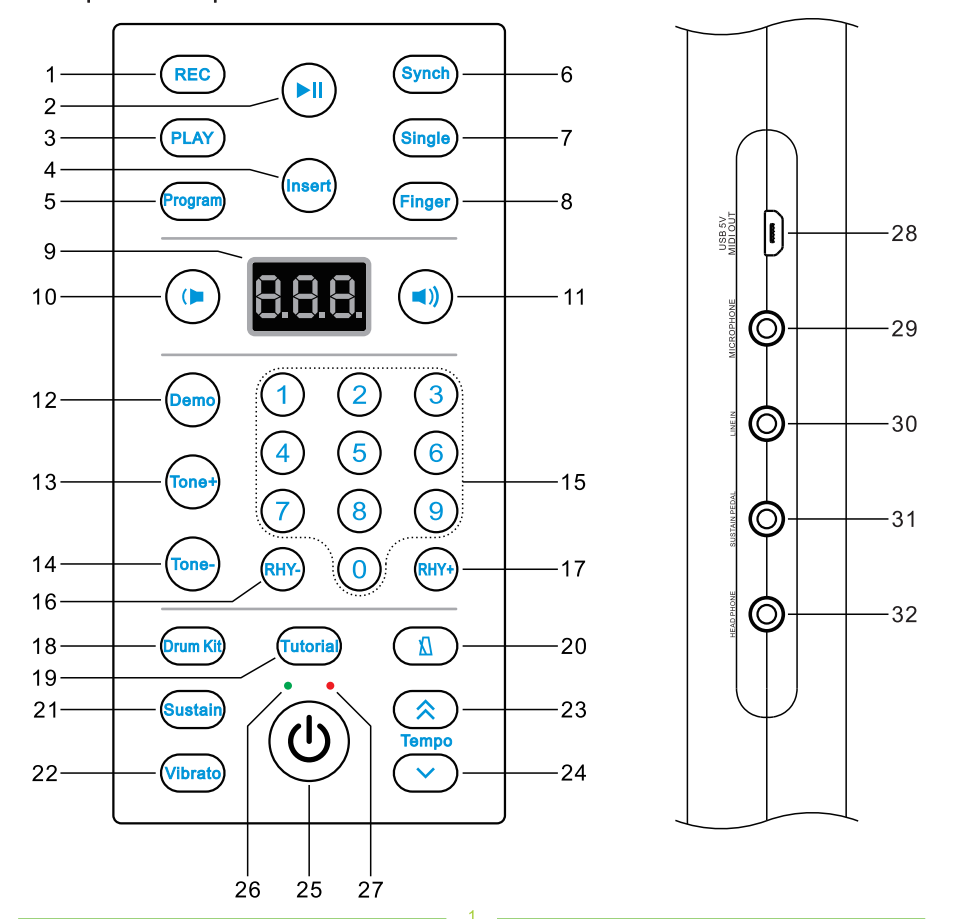 1
REC
2
3
PLAY
4
Insert
5
Program
Synch
6
Single
7
Finger
8
9
10
8.8.8.
11
12
Demo
13
Tone+
14
Tone-
1
2
3
4
5
6
7
8
9
0
15
RHY-
16
RHY+
17
18
Drum Kit
Tutorial
19
20
21
Sustain
22
Vibrato
23
Tempo
24
26
25
27
USB 5V
MIDI OUT
28
MICROPHONE
29
LINE IN
30
SUSTAIN PEDAL
31
HEAD PHONE
32
1